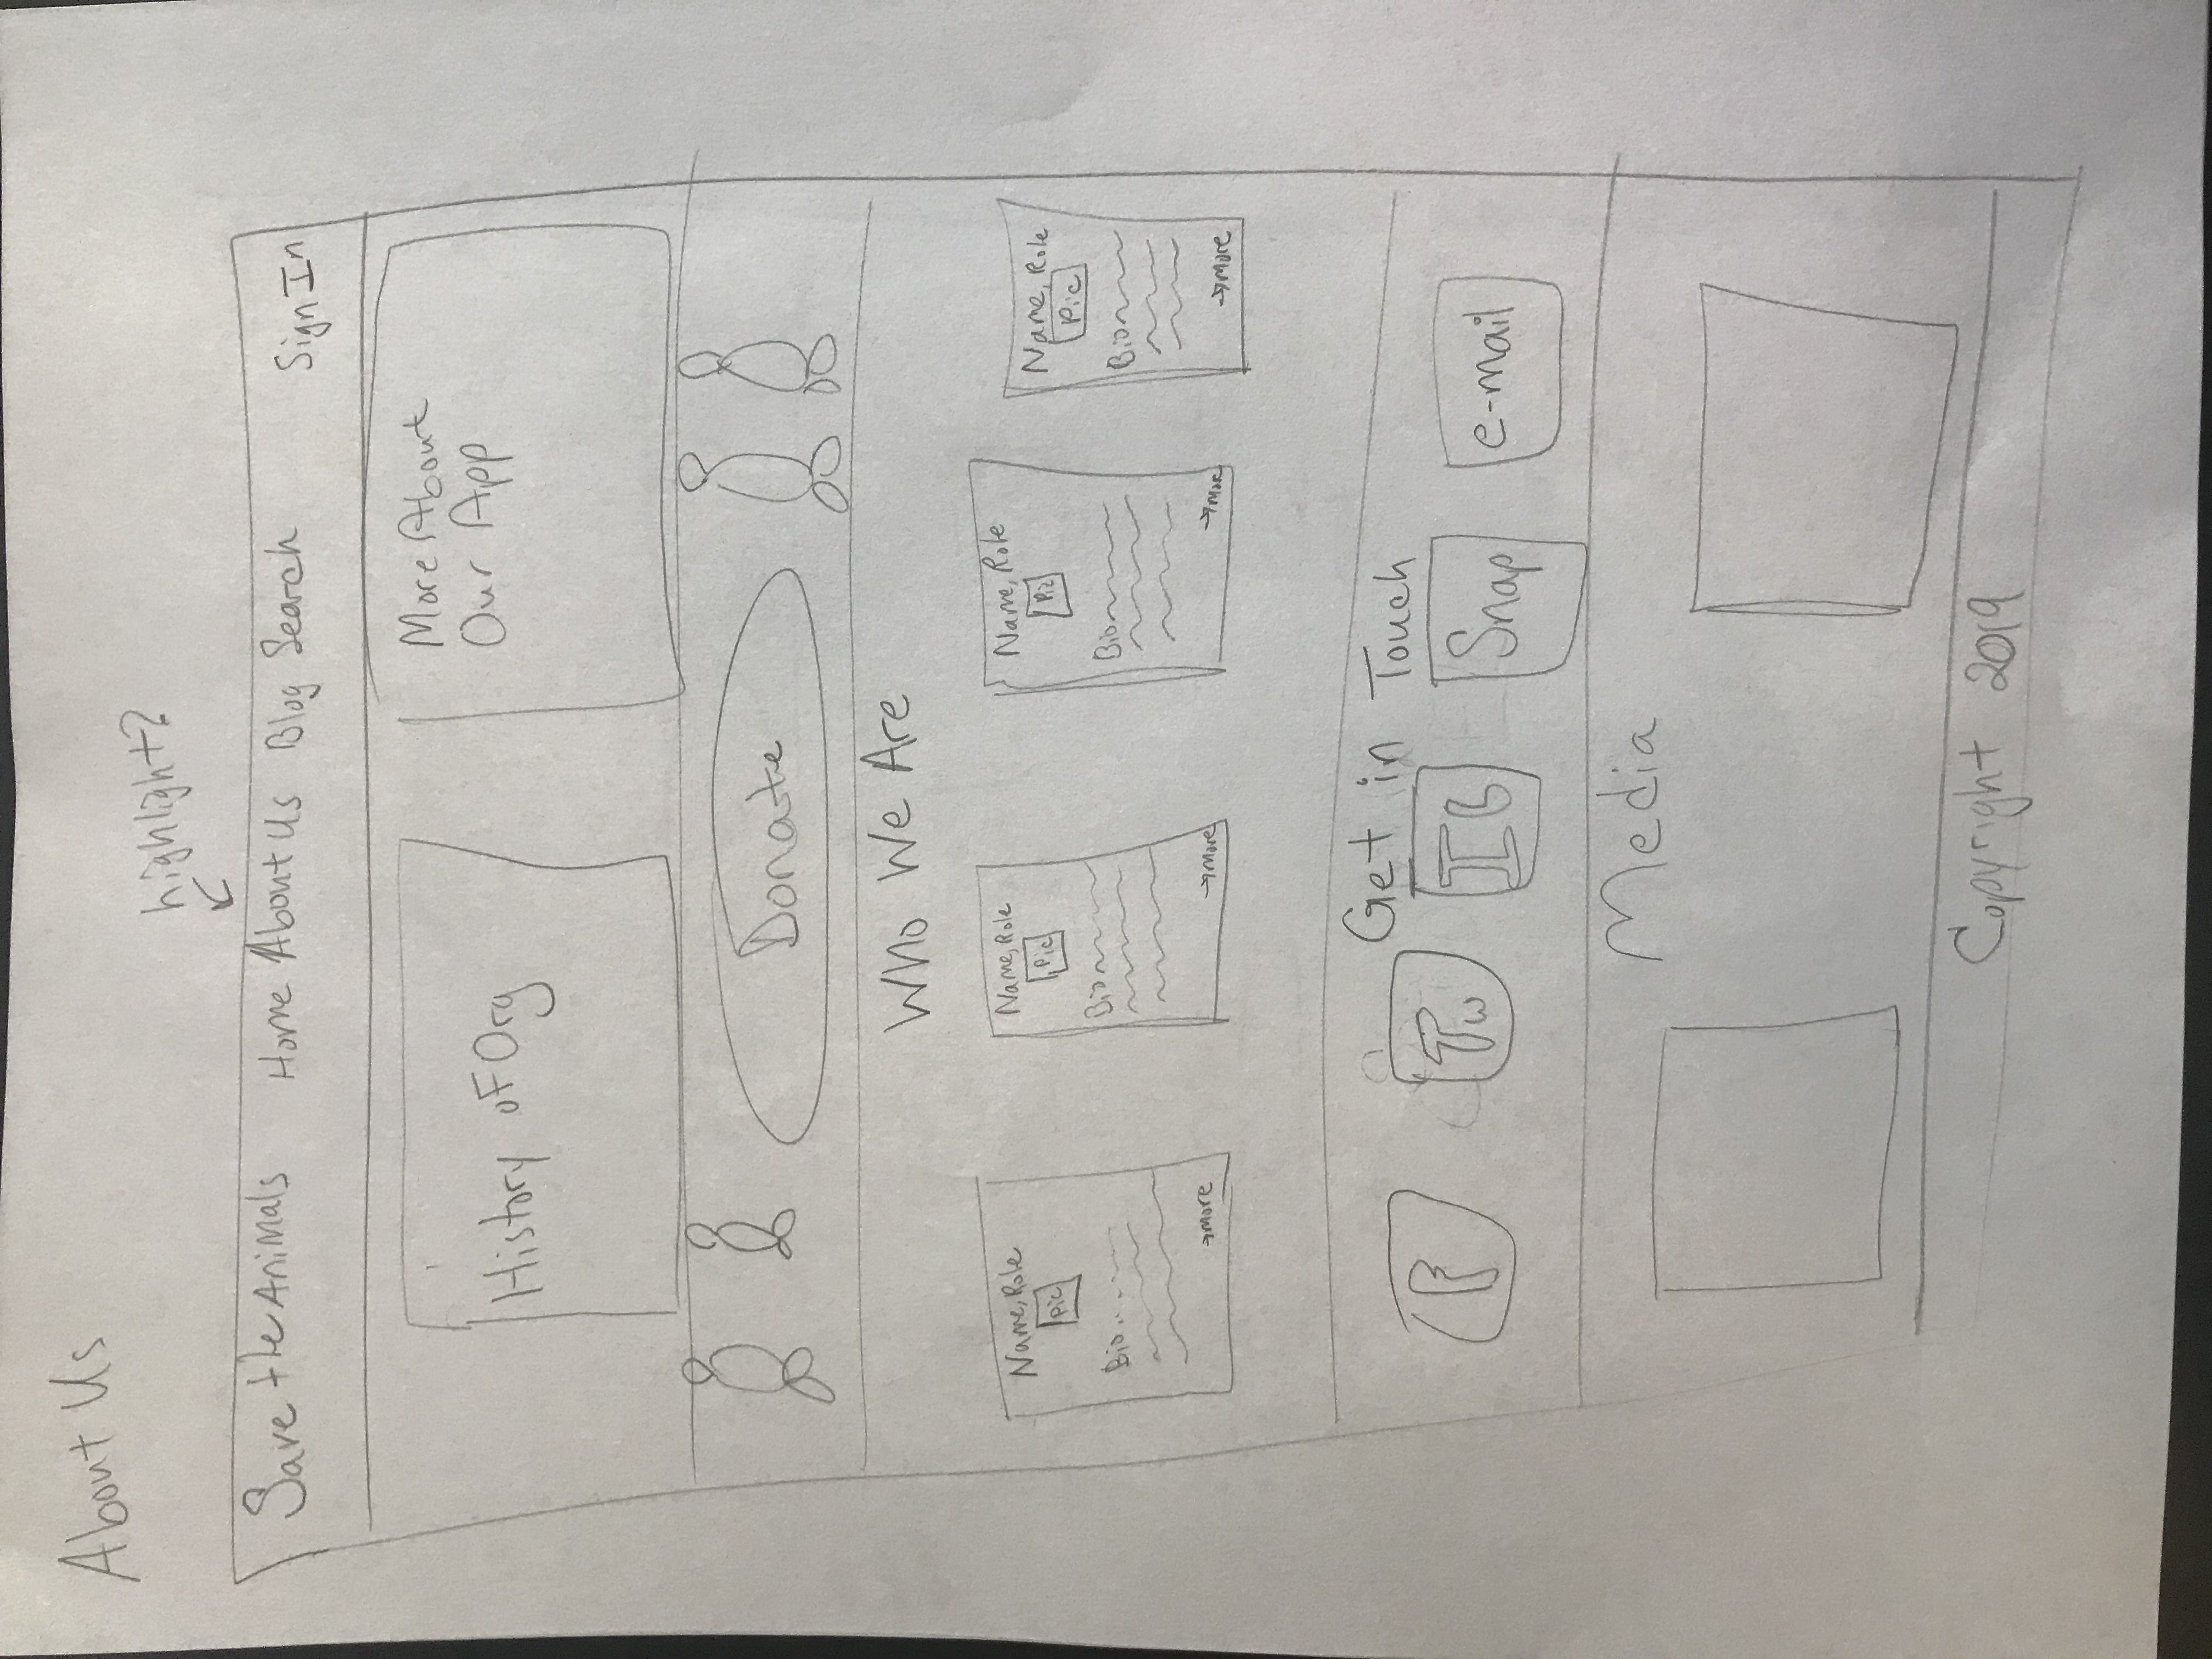 About Us
highlight?
Save the Animals Home About Us Blog Search Sign In
History of Org
More About
Our App
Donate
Who We Are
Name, Role
Pic
Bio
→more
Name, Role
Pic
Bio
→more
Name, Role
Pic
Bio
→more
Name, Role
Pic
Bio
→more
Get in Touch
F
Tw
IG
Snap
e-mail
Media
Copyright 2019